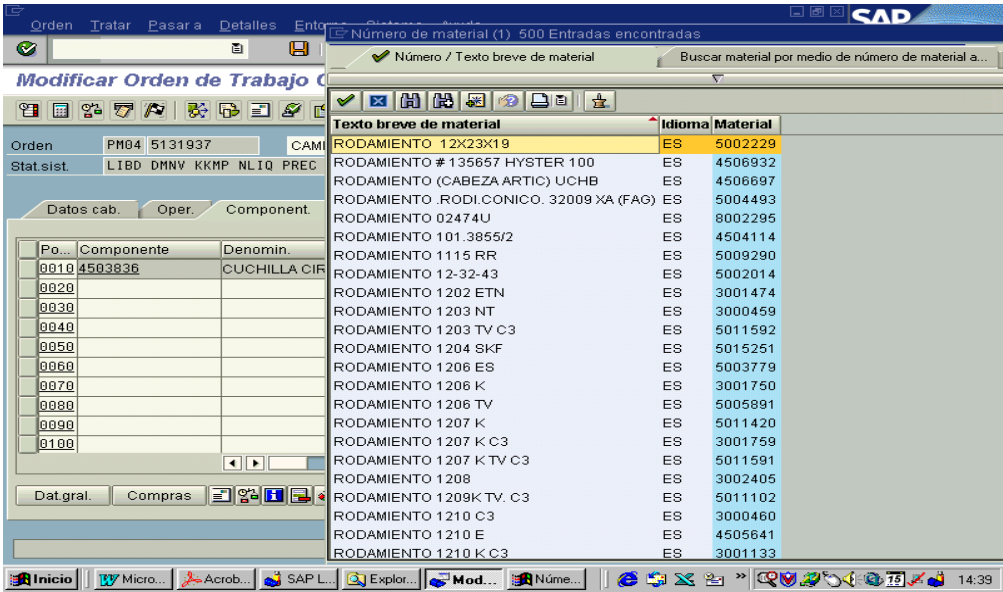 Orden Tratar Pasar a Detalles
SAP
Modificar Orden de Trabajo
Orden PM04 5131937
Stat.sist. LIBD DMNV KKMP NLIQ PREC
Datos cab. Oper. Component.
Po... Componente Denomin.
0010 4503836 CUCHILLA CIR
0020
0030
0040
0050
0060
0070
0080
0090
0100
Dat.gral. Compras
Número de material (1) 500 Entradas encontradas
Número / Texto breve de material Buscar material por medio de número de material a...
Texto breve de material Idioma Material
RODAMIENTO 12X23X19 ES 5002229
RODAMIENTO # 135657 HYSTER 100 ES 4506932
RODAMIENTO (CABEZA ARTIC) UCHB ES 4506697
RODAMIENTO .RODI.CONICO. 32009 XA (FAG) ES 5004493
RODAMIENTO 02474U ES 8002295
RODAMIENTO 101.3855/2 ES 4504114
RODAMIENTO 1115 RR ES 5009290
RODAMIENTO 12-32-43 ES 5002014
RODAMIENTO 1202 ETN ES 3001474
RODAMIENTO 1203 NT ES 3000459
RODAMIENTO 1203 TV C3 ES 5011592
RODAMIENTO 1204 SKF ES 5015251
RODAMIENTO 1206 ES ES 5003779
RODAMIENTO 1206 K ES 3001750
RODAMIENTO 1206 TV ES 5005891
RODAMIENTO 1207 K ES 5011420
RODAMIENTO 1207 K C3 ES 3001759
RODAMIENTO 1207 K TV C3 ES 5011591
RODAMIENTO 1208 ES 3002405
RODAMIENTO 1209K TV. C3 ES 5011102
RODAMIENTO 1210 C3 ES 3000460
RODAMIENTO 1210 E ES 4505641
RODAMIENTO 1210 K C3 ES 3001133
Inicio Micro... Acrob... SAP L... Explor... Mod... Núme... » 15 14:39